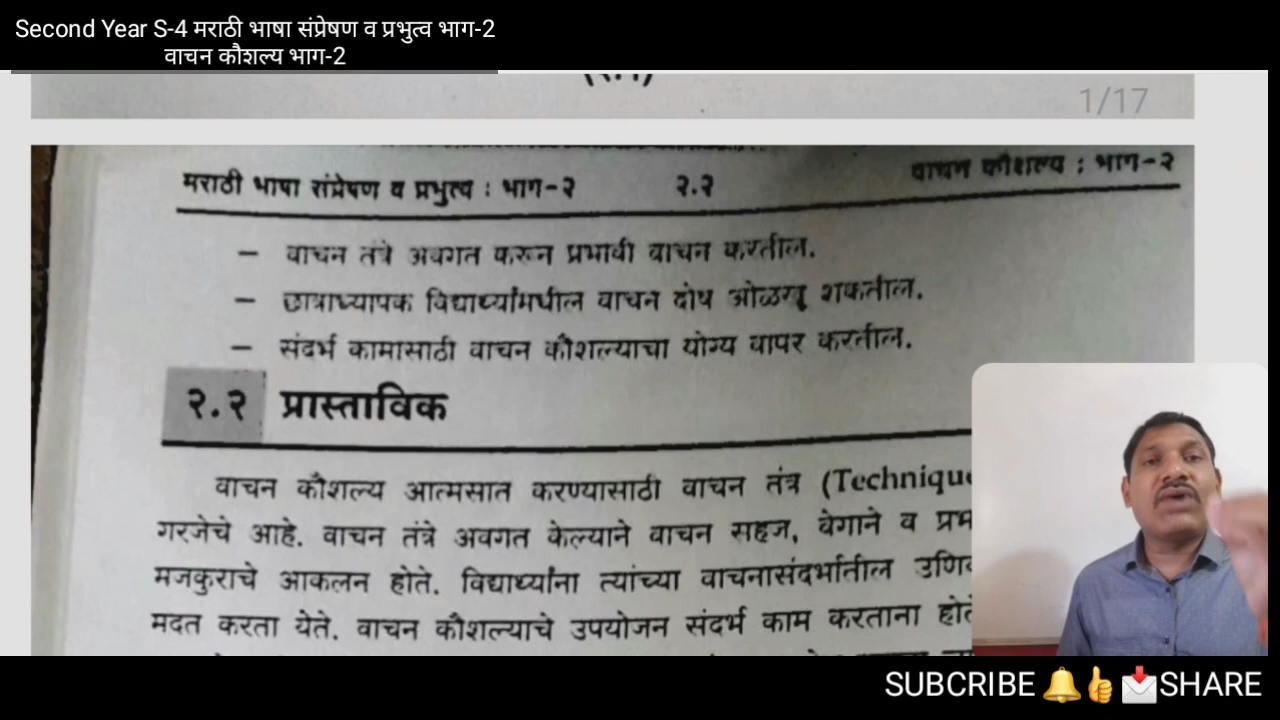 Second Year S-4 मराठी भाषा संप्रेषण व प्रभुत्व भाग-2
वाचन कौशल्य भाग-2
1/17
मराठी भाषा संप्रेषण व प्रभुत्व : भाग-२ २.२ वाचन कौशल्य : भाग-२
– वाचन तंत्रे अवगत करून प्रभावी वाचन करतील.
– छात्राध्यापक विद्यार्थ्यांमधील वाचन दोष ओळखू शकतील.
– संदर्भ कामासाठी वाचन कौशल्याचा योग्य वापर करतील.
२.२ प्रास्ताविक
वाचन कौशल्य आत्मसात करण्यासाठी वाचन तंत्र (Technique
गरजेचे आहे. वाचन तंत्रे अवगत केल्याने वाचन सहज, वेगाने व
मजकुराचे आकलन होते. विद्यार्थ्यांना त्यांच्या वाचनासंदर्भातील
मदत करता येते. वाचन कौशल्याचे उपयोजन संदर्भ काम करताना
SUBCRIBE 🔔👍 📩SHARE